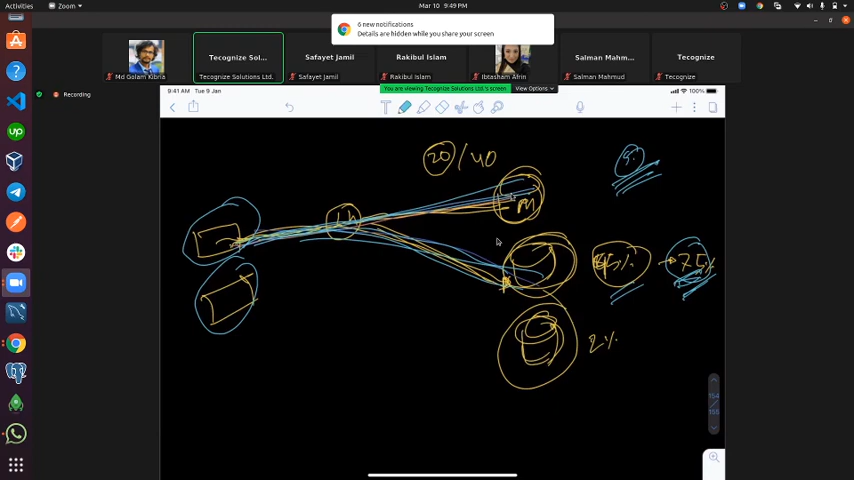 Activities
Zoom
Mar 10 9:49 PM
6 new notifications
Details are hidden while you share your screen
Tecognize Sol...
Safayet Jamil
Rakibul Islam
Salman Mahm...
Tecognize
Md Golam Kibria
Tecognize Solutions Ltd.
Safayet Jamil
Rakibul Islam
Ibtasham Afrin
Salman Mahmud
Tecognize
You are viewing Tecognize Solutions Ltd.'s screen
View Options
Recording
9:41 AM Tue 9 Jan
100%
20/40
75%
2%
154
155